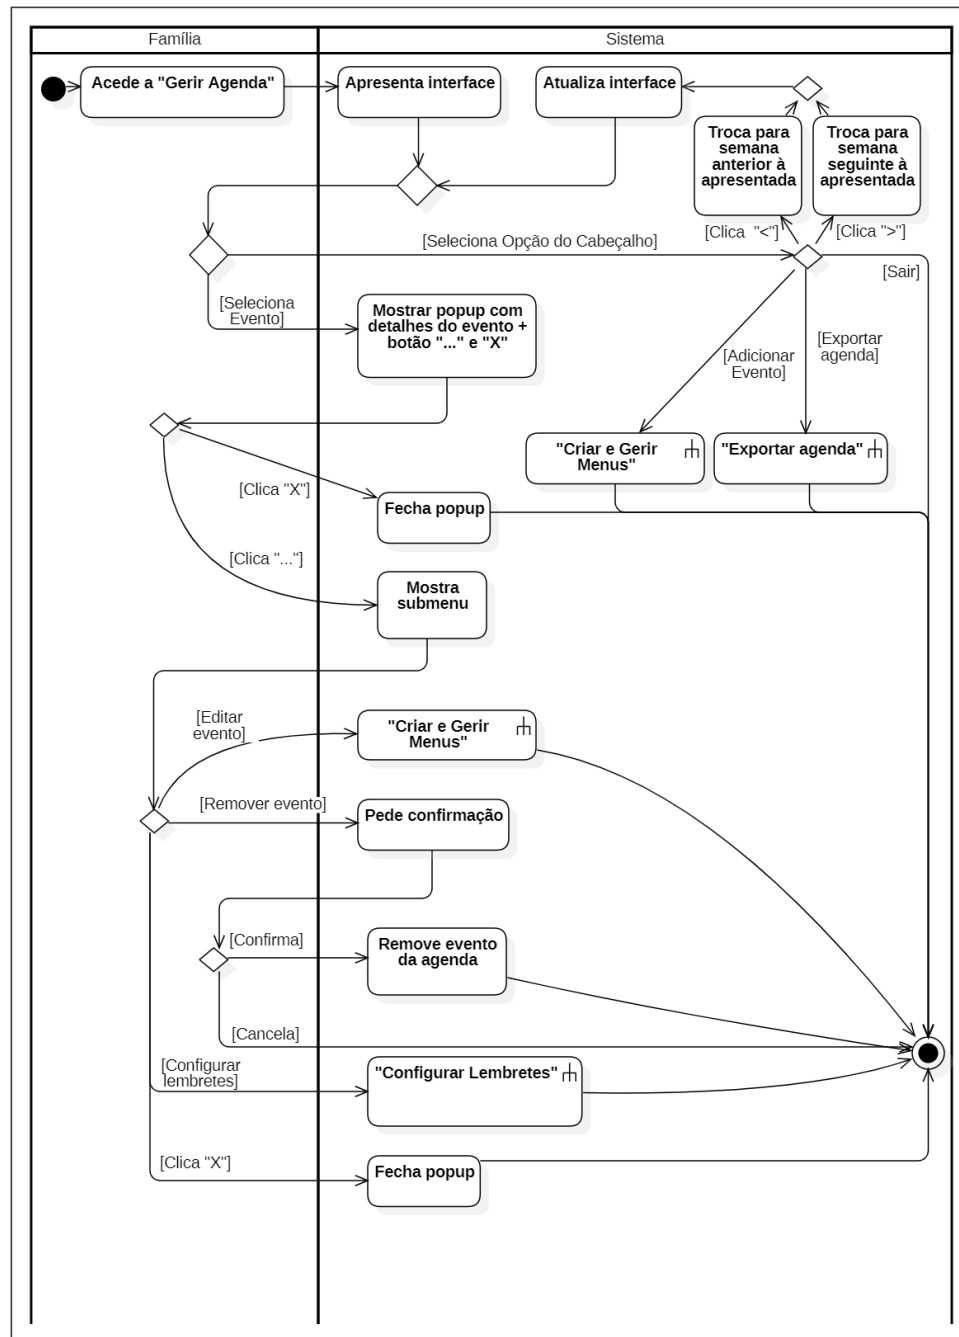 Família
Sistema
Acede a "Gerir Agenda"
Apresenta interface
Atualiza interface
Troca para
semana
anterior à
apresentada
Troca para
semana
seguinte à
apresentada
[Clica  "<"]
[Clica ">"]
[Seleciona Opção do Cabeçalho]
[Sair]
[Seleciona
Evento]
Mostrar popup com
detalhes do evento +
botão "..." e "X"
[Adicionar
Evento]
[Exportar
agenda]
"Criar e Gerir
Menus"
"Exportar agenda"
[Clica "X"]
Fecha popup
[Clica "..."]
Mostra
submenu
[Editar
evento]
"Criar e Gerir
Menus"
[Remover evento]
Pede confirmação
[Confirma]
Remove evento
da agenda
[Cancela]
[Configurar
lembretes]
"Configurar Lembretes"
[Clica "X"]
Fecha popup